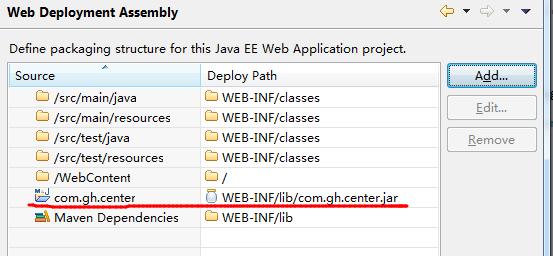 Web Deployment Assembly
Define packaging structure for this Java EE Web Application project.
Source Deploy Path
/src/main/java WEB-INF/classes
/src/main/resources WEB-INF/classes
/src/test/java WEB-INF/classes
/src/test/resources WEB-INF/classes
/WebContent /
com.gh.center WEB-INF/lib/com.gh.center.jar
Maven Dependencies WEB-INF/lib
Add...
Edit...
Remove